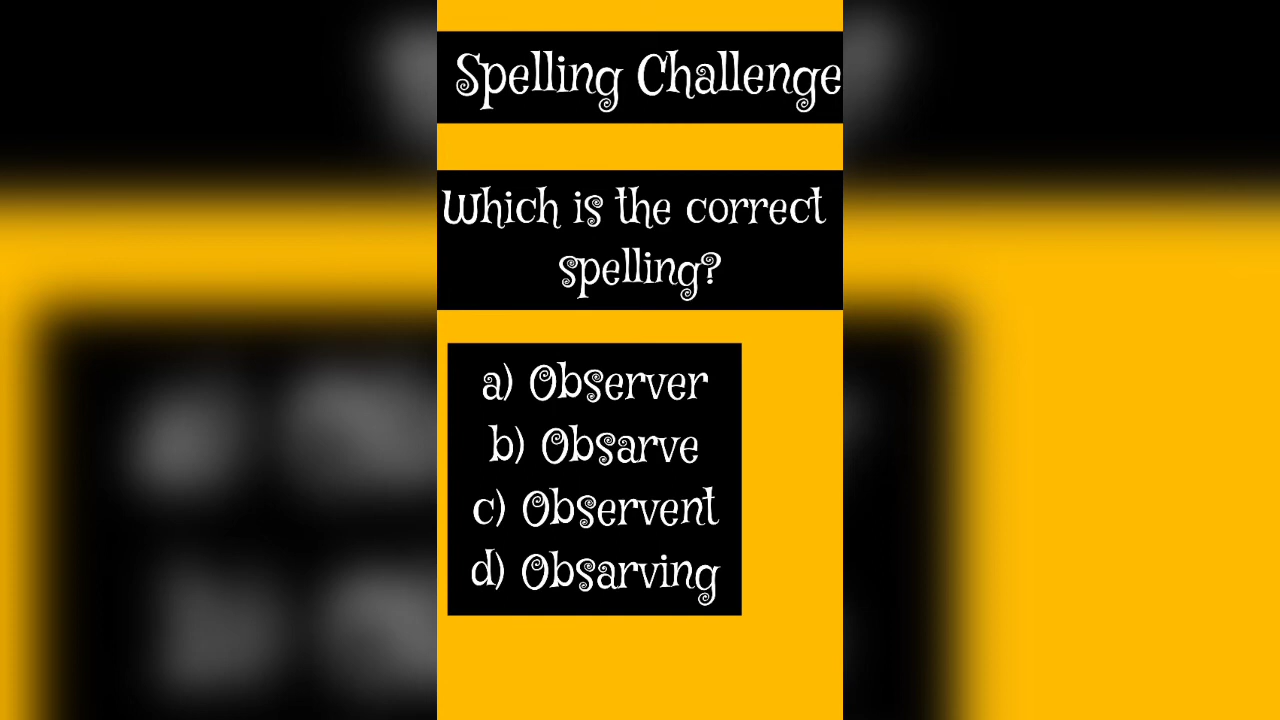 Spelling Challenge
Which is the correct
spelling?
a) Observer
b) Obsarve
c) Observent
d) Obsarving